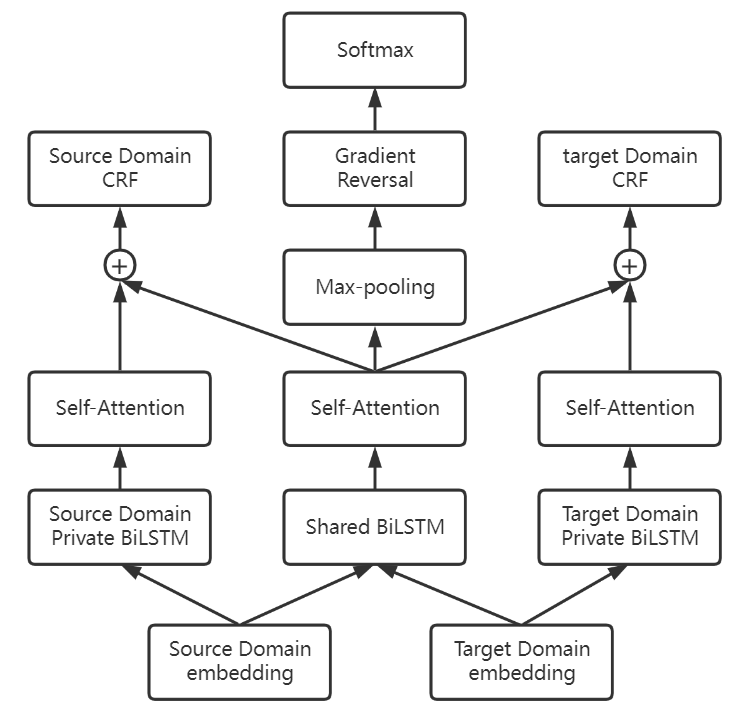 Softmax
Source Domain
CRF
Gradient
Reversal
target Domain
CRF
+
+
Max-pooling
Self-Attention
Self-Attention
Self-Attention
Source Domain
Private BiLSTM
Shared BiLSTM
Target Domain
Private BiLSTM
Source Domain
embedding
Target Domain
embedding